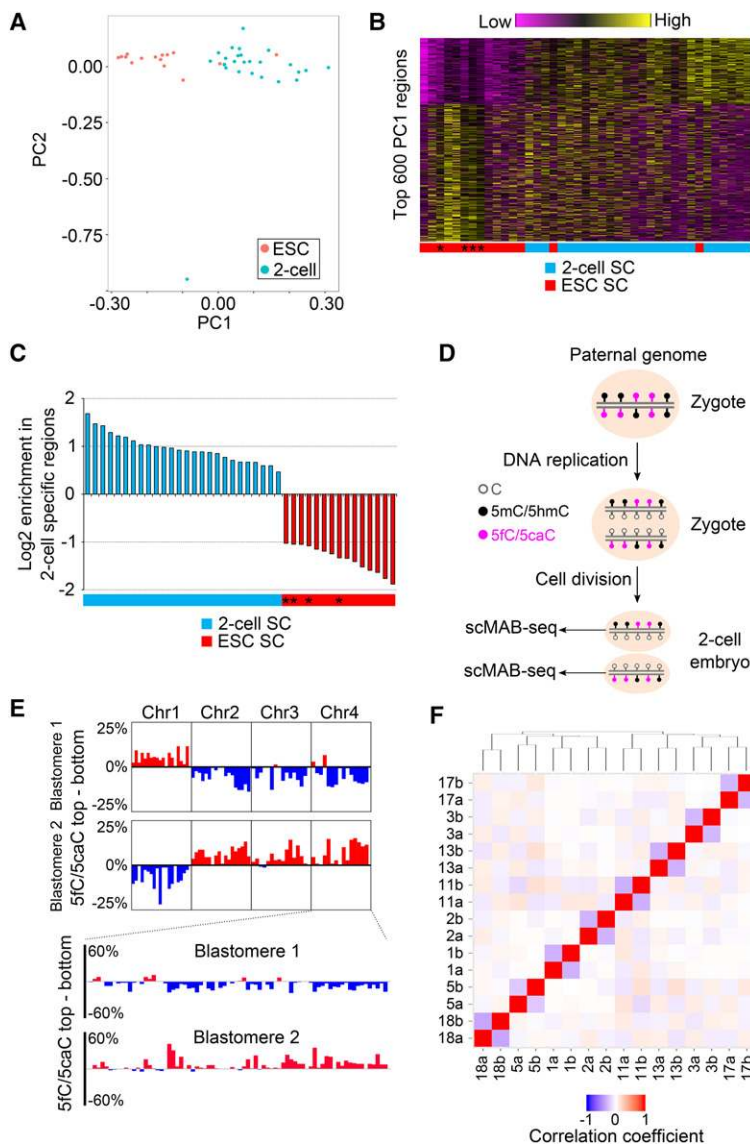 A
PC2
0.00
-0.25
-0.50
-0.75
ESC
2-cell
-0.30
0.00
0.30
PC1
B
Low
High
Top 600 PC1 regions
* ***
2-cell SC
ESC SC
C
Log2 enrichment in
2-cell specific regions
2
1
0
-1
-2
** * *
2-cell SC
ESC SC
D
Paternal genome
Zygote
DNA replication
C
5mC/5hmC
5fC/5caC
Zygote
Cell division
scMAB-seq
scMAB-seq
2-cell
embryo
E
Chr1 Chr2 Chr3 Chr4
Blastomere 1
25%
0%
-25%
Blastomere 2
25%
0%
-25%
5fC/5caC top - bottom
60%
Blastomere 1
-60%
60%
Blastomere 2
-60%
5fC/5caC top - bottom
F
17b
17a
3b
3a
13b
13a
11b
11a
2b
2a
1b
1a
5b
5a
18b
18a
18a 18b 5a 5b 1a 1b 2a 2b 11a 11b 13a 13b 3a 3b 17a 17b
-1 0 1
Correlation coefficient